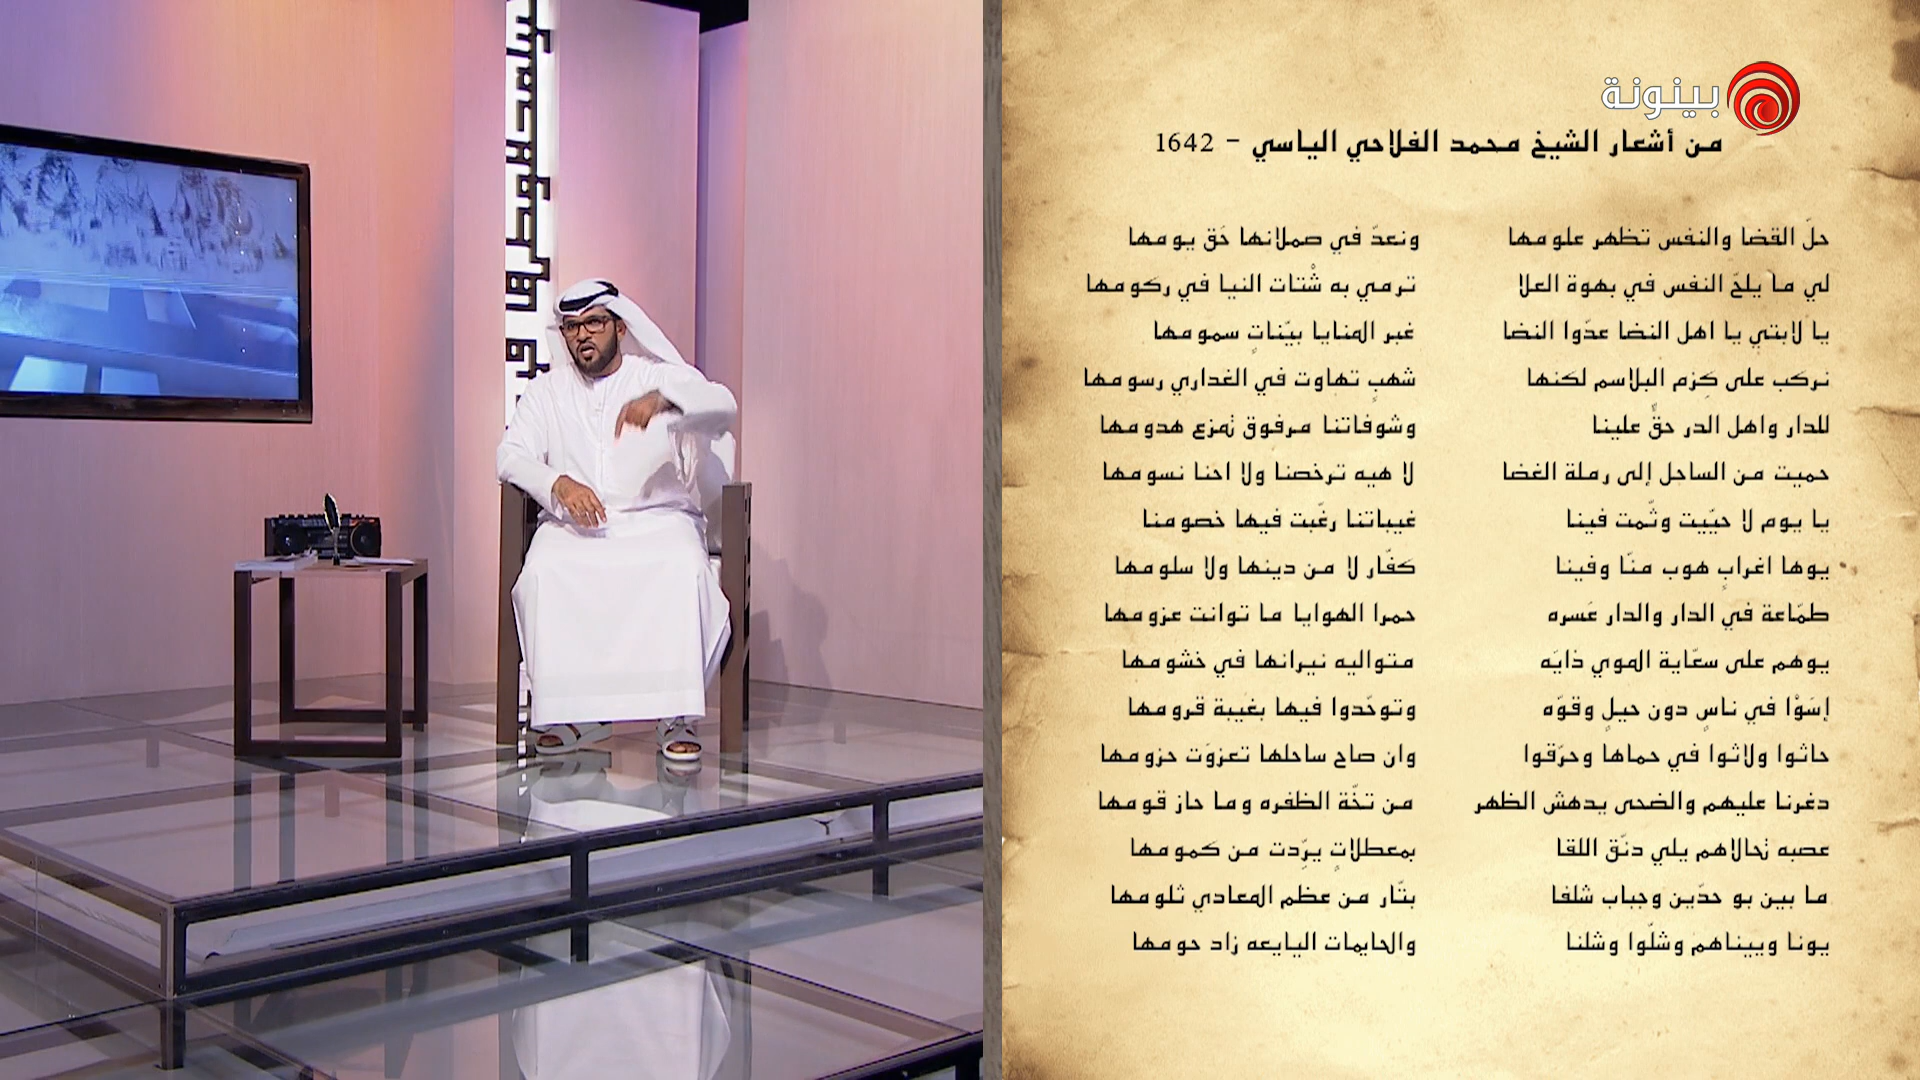 بينونة
من أشعار الشيخ محمد الفلاحي الياسي - 1642
حلّ القضا والنفس تظهر علومها ونعدّ في صملانها حَق يومها
لي ما يلحّ النفس في بهوة العلا ترمي به شْتات النيا في ركومها
يا لابتي يا اهل النضا عدّوا النضا غبر المنايا بيّناتٍ سمومها
نركب على كِزم البلاسم لكنها شهبٍ تهاوت في الغداري رسومها
للدار واهل الدر حقٍّ علينا وشوفاتنا مرفوق نمزع هدومها
حميت من الساحل إلى رملة الغضا لا هيه ترخصنا ولا احنا نسومها
يا يوم لا حيّيت وثّمت فينا غيباتنا رغّبت فيها خصومنا
يوها اغرابٍ هوب منّا وفينا كفّار لا من دينها ولا سلومها
طمّاعة في الدار والدار عَسره حمرا الهوايا ما توانت عزومها
يوهم على سعّاية الموي ذايَه متواليه نيرانها في خشومها
إسَوْا في ناسٍ دون حيلٍ وقوّه وتوحّدوا فيها بغيبة قرومها
حاثوا ولاثوا في حماها وحرّقوا وان صاح ساحلها تعزوَت حزومها
دغرنا عليهم والضحى يدهش الظهر من تخّة الظفره وما حاز قومها
عصبه نحالاهم يلي دنّق اللقا بمعطلاتٍ يرّدت من كمومها
ما بين بو حدّين وجباب شلفا بتّار من عظم المعادي ثلومها
يونا ويبيناهم وشلّوا وشلنا والحايمات اليايعه زاد حومها